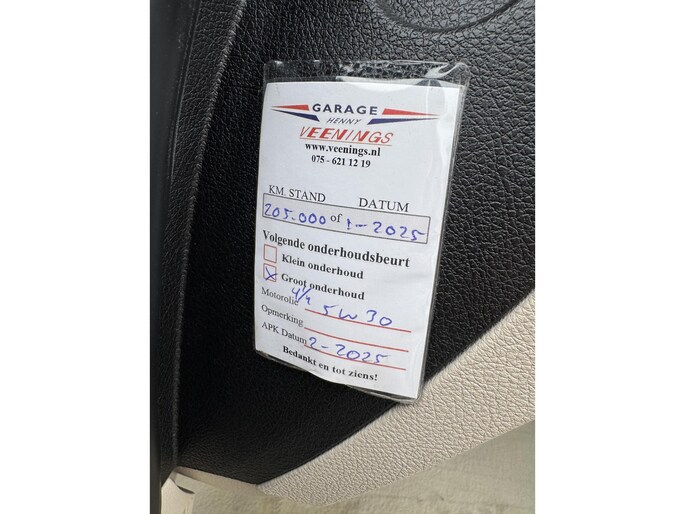 GARAGE
HENNY
VEENINGS
www.veenings.nl
075 - 621 12 19
KM. STAND DATUM
205.000 of 1-2025
Volgende onderhoudsbeurt
Klein onderhoud
Groot onderhoud
Motorolie 4/4 5W30
Opmerking
APK Datum 2-2025
Bedankt en tot ziens!